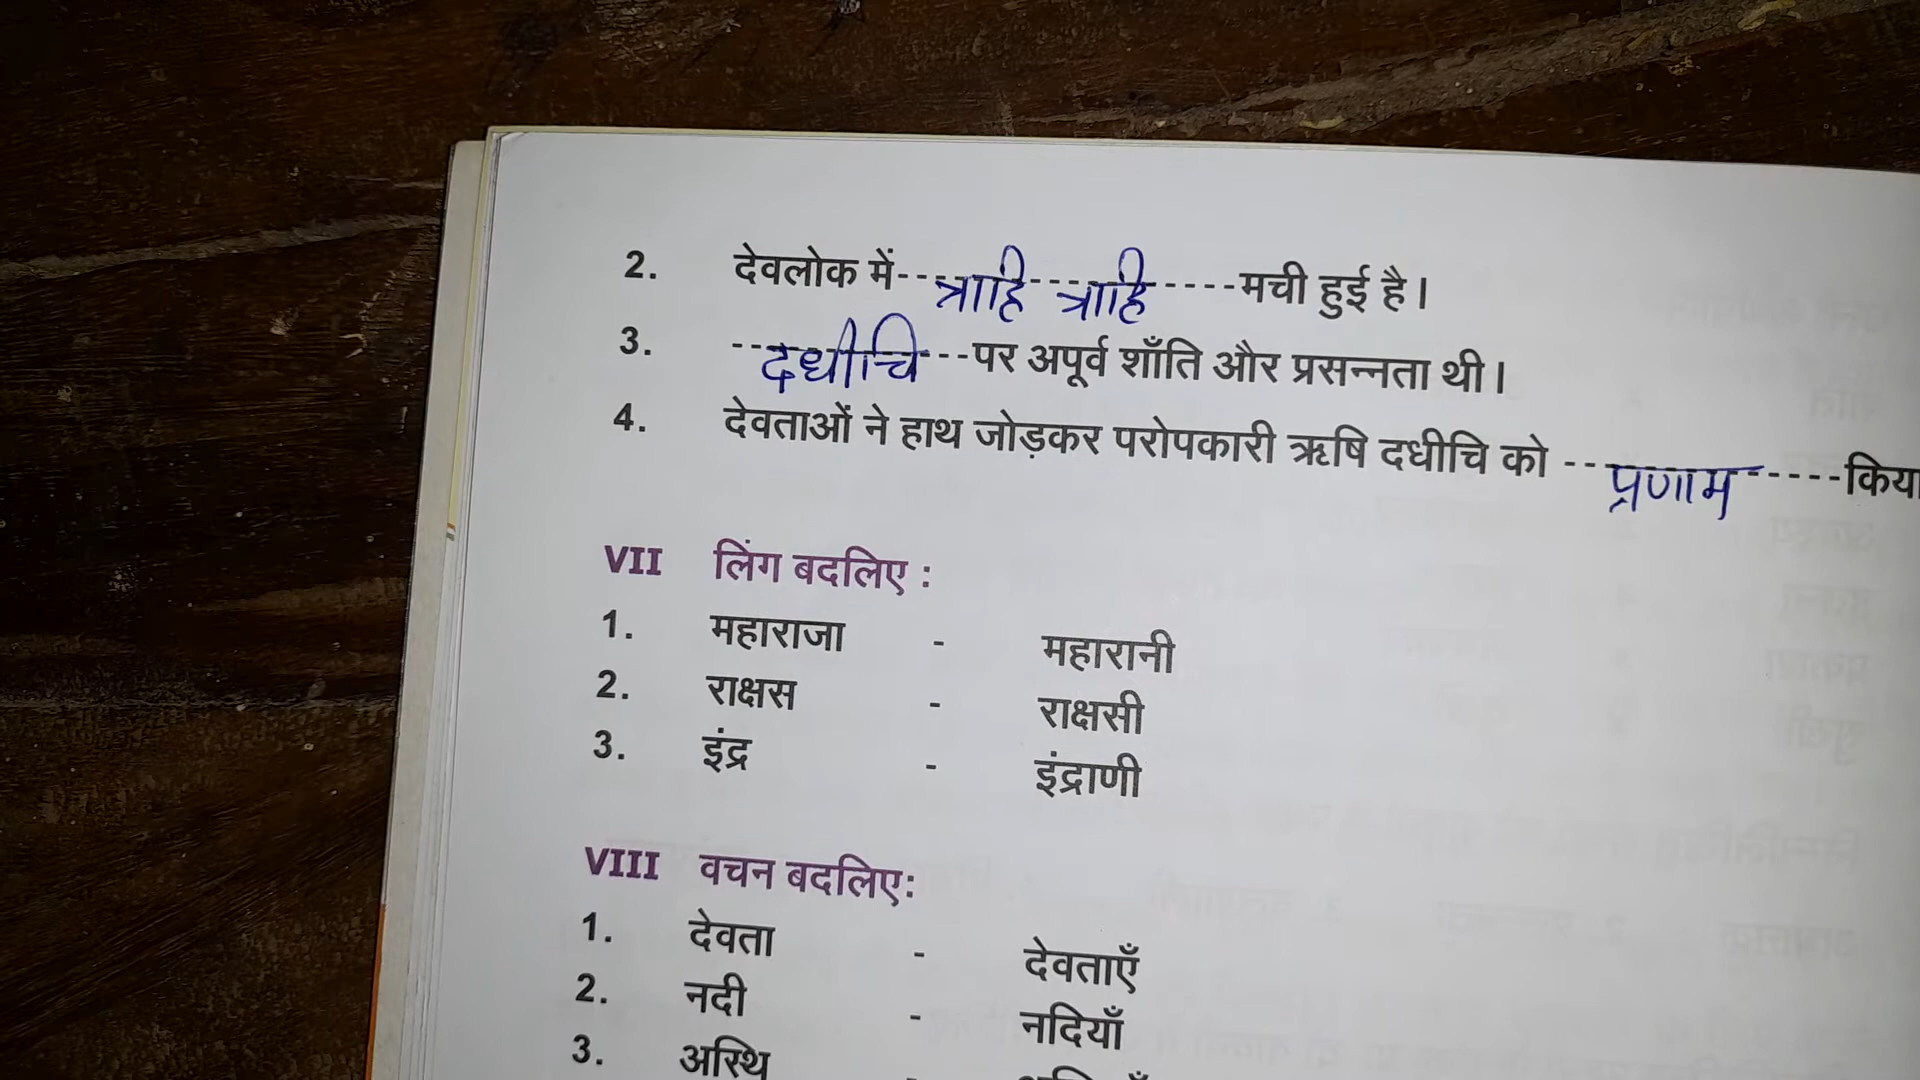 2. देवलोक में--त्राहि त्राहि-----मची हुई है।
3. --दधीचि---पर अपूर्व शाँति और प्रसन्नता थी।
4. देवताओं ने हाथ जोड़कर परोपकारी ऋषि दधीचि को --प्रणाम-----किया
VII लिंग बदलिए :
1. महाराजा - महारानी
2. राक्षस - राक्षसी
3. इंद्र - इंद्राणी
VIII वचन बदलिए:
1. देवता - देवताएँ
2. नदी - नदियाँ
3. अस्थि -